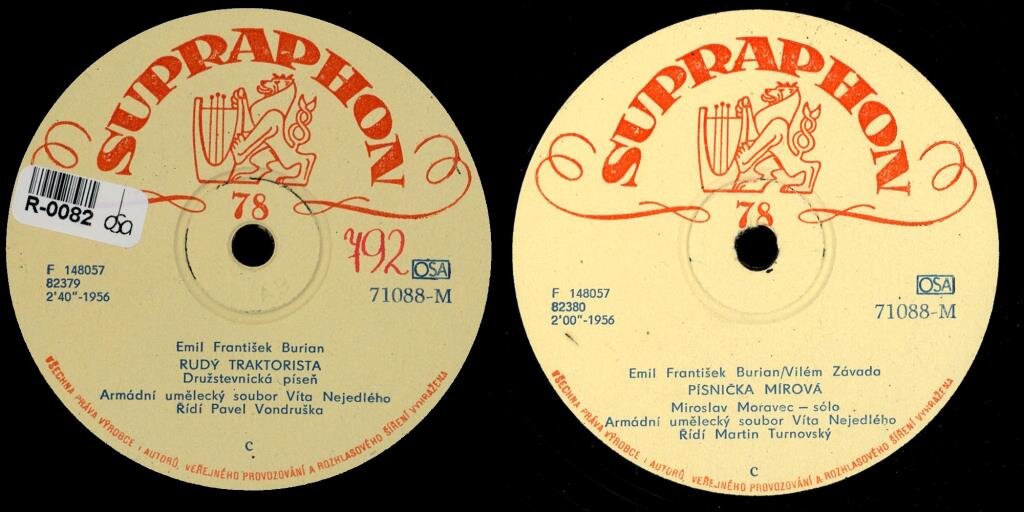 SUPRAPHON
78
R-0082 osa
792
OSA
F 148057
82379
2'40"-1956
71088-M
Emil František Burian
RUDÝ TRAKTORISTA
Družstevnická píseň
Armádní umělecký soubor Víta Nejedlého
Řídí Pavel Vondruška
C
VŠECHNA PRÁVA VÝROBCE I AUTORŮ, VEŘEJNÉHO PROVOZOVÁNÍ A ROZHLASOVÉHO ŠÍŘENÍ VYHRAŽENA
SUPRAPHON
78
OSA
F 148057
82380
2'00"-1956
71088-M
Emil František Burian/Vilém Závada
PÍSNIČKA MÍROVÁ
Miroslav Moravec – sólo
Armádní umělecký soubor Víta Nejedlého
Řídí Martin Turnovský
C
VŠECHNA PRÁVA VÝROBCE I AUTORŮ, VEŘEJNÉHO PROVOZOVÁNÍ A ROZHLASOVÉHO ŠÍŘENÍ VYHRAŽENA